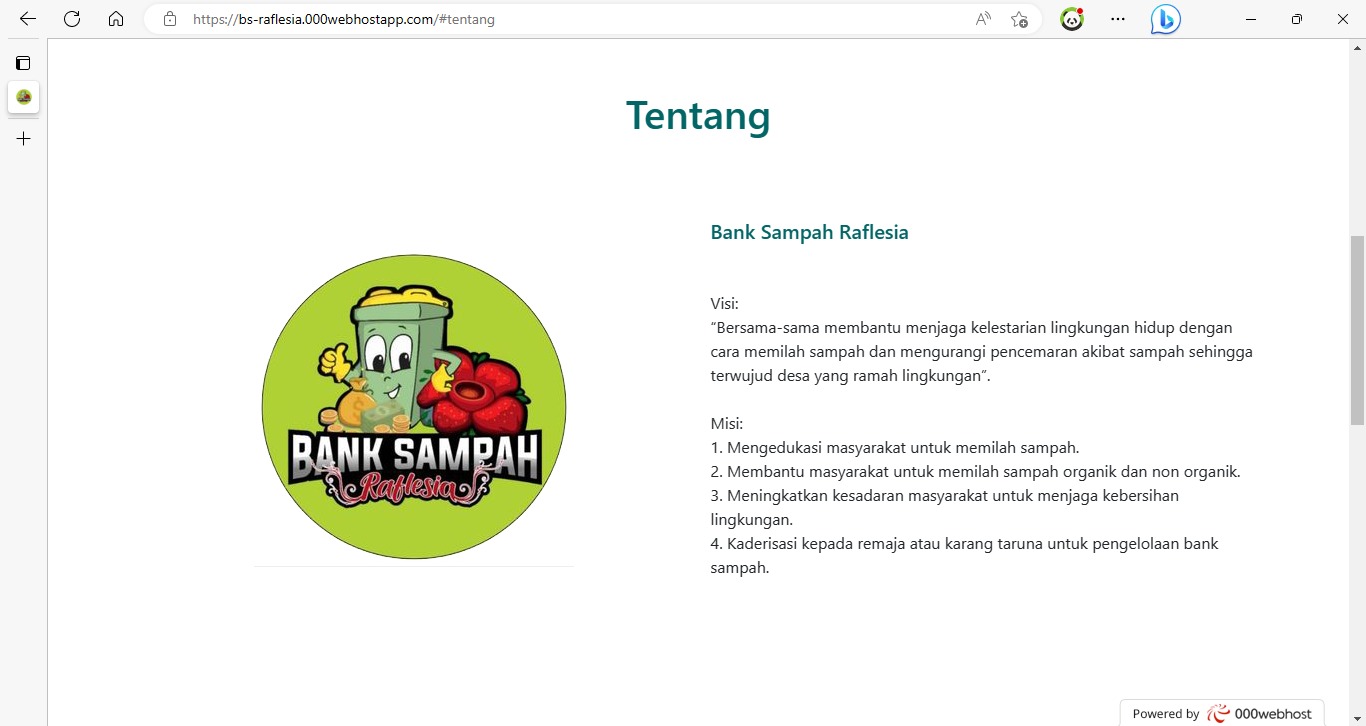 https://bs-raflesia.000webhostapp.com/#tentang
Tentang
Bank Sampah Raflesia
BANK SAMPAH
Raflesia
Visi:
“Bersama-sama membantu menjaga kelestarian lingkungan hidup dengan
cara memilah sampah dan mengurangi pencemaran akibat sampah sehingga
terwujud desa yang ramah lingkungan”.
Misi:
1. Mengedukasi masyarakat untuk memilah sampah.
2. Membantu masyarakat untuk memilah sampah organik dan non organik.
3. Meningkatkan kesadaran masyarakat untuk menjaga kebersihan
lingkungan.
4. Kaderisasi kepada remaja atau karang taruna untuk pengelolaan bank
sampah.
Powered by 000webhost